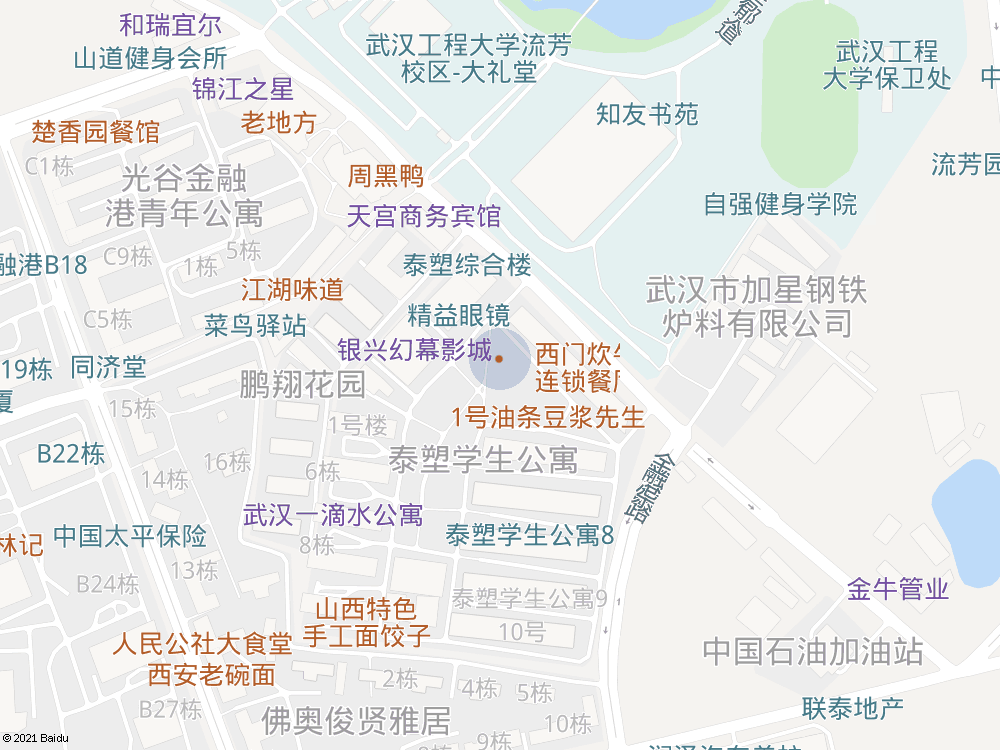 和瑞宜尔
山道健身会所
武汉工程大学流芳
校区-大礼堂
武汉工程
大学保卫处
锦江之星
老地方
知友书苑
楚香园餐馆
C1栋
光谷金融
港青年公寓
周黑鸭
流芳园
天宫商务宾馆
自强健身学院
C9栋
5栋
1栋
融港B18
泰塑综合楼
江湖味道
武汉市加星钢铁
炉料有限公司
C5栋
菜鸟驿站
精益眼镜
银兴幻幕影城
西门炊
连锁餐厅
19栋
同济堂
鹏翔花园
厦
15栋
1号楼
1号油条豆浆先生
B22栋
16栋
14栋
6栋
泰塑学生公寓
金融港路
武汉一滴水公寓
林记
中国太平保险
8栋
泰塑学生公寓8
B24栋
13栋
金牛管业
山西特色
手工面饺子
泰塑学生公寓9
10号
人民公社大食堂
西安老碗面
中国石油加油站
2栋
4栋
5栋
B27栋
佛奥俊贤雅居
10栋
联泰地产
9栋
© 2021 Baidu